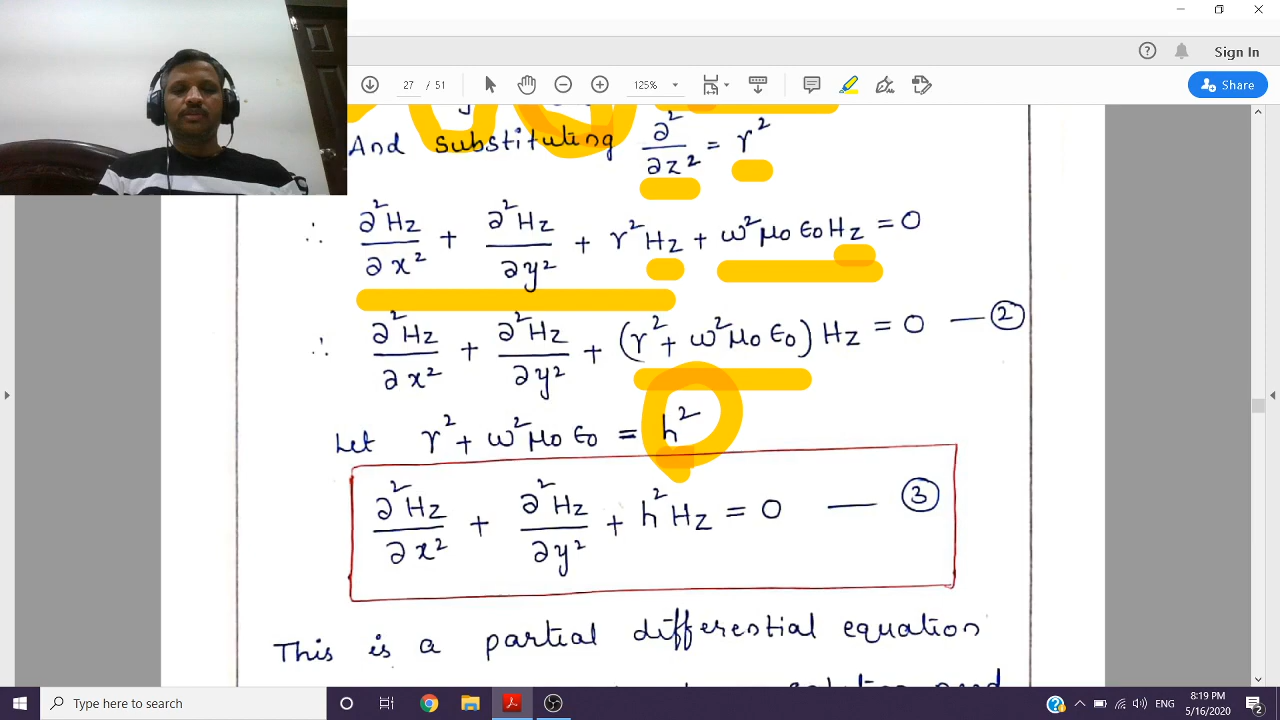 Sign In
27 / 51
125%
Share
And substituting ∂²/∂z² = γ²
∴ ∂²Hz/∂x² + ∂²Hz/∂y² + γ²Hz + ω²μ₀ε₀Hz = 0
∴ ∂²Hz/∂x² + ∂²Hz/∂y² + (γ² + ω²μ₀ε₀) Hz = 0 — ②
Let γ² + ω²μ₀ε₀ = h²
∂²Hz/∂x² + ∂²Hz/∂y² + h²Hz = 0 — ③
This is a partial differential equation
and
Type here to search
ENG
8:19 PM
5/16/2020